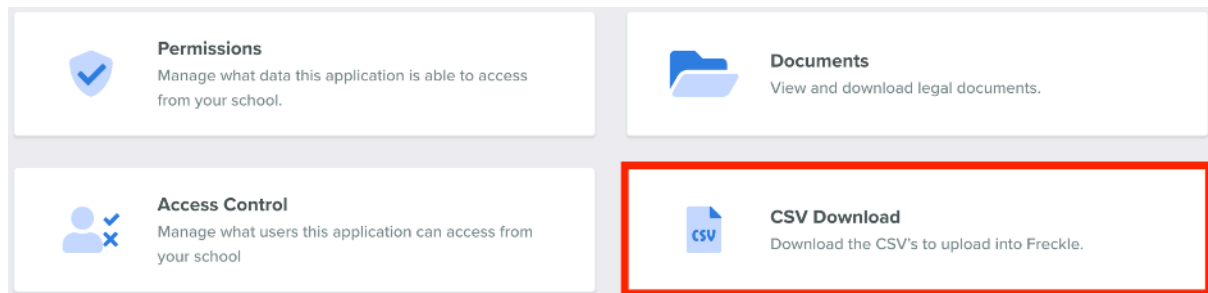 Permissions
Manage what data this application is able to access
from your school.
Documents
View and download legal documents.
Access Control
Manage what users this application can access from
your school
CSV
CSV Download
Download the CSV's to upload into Freckle.